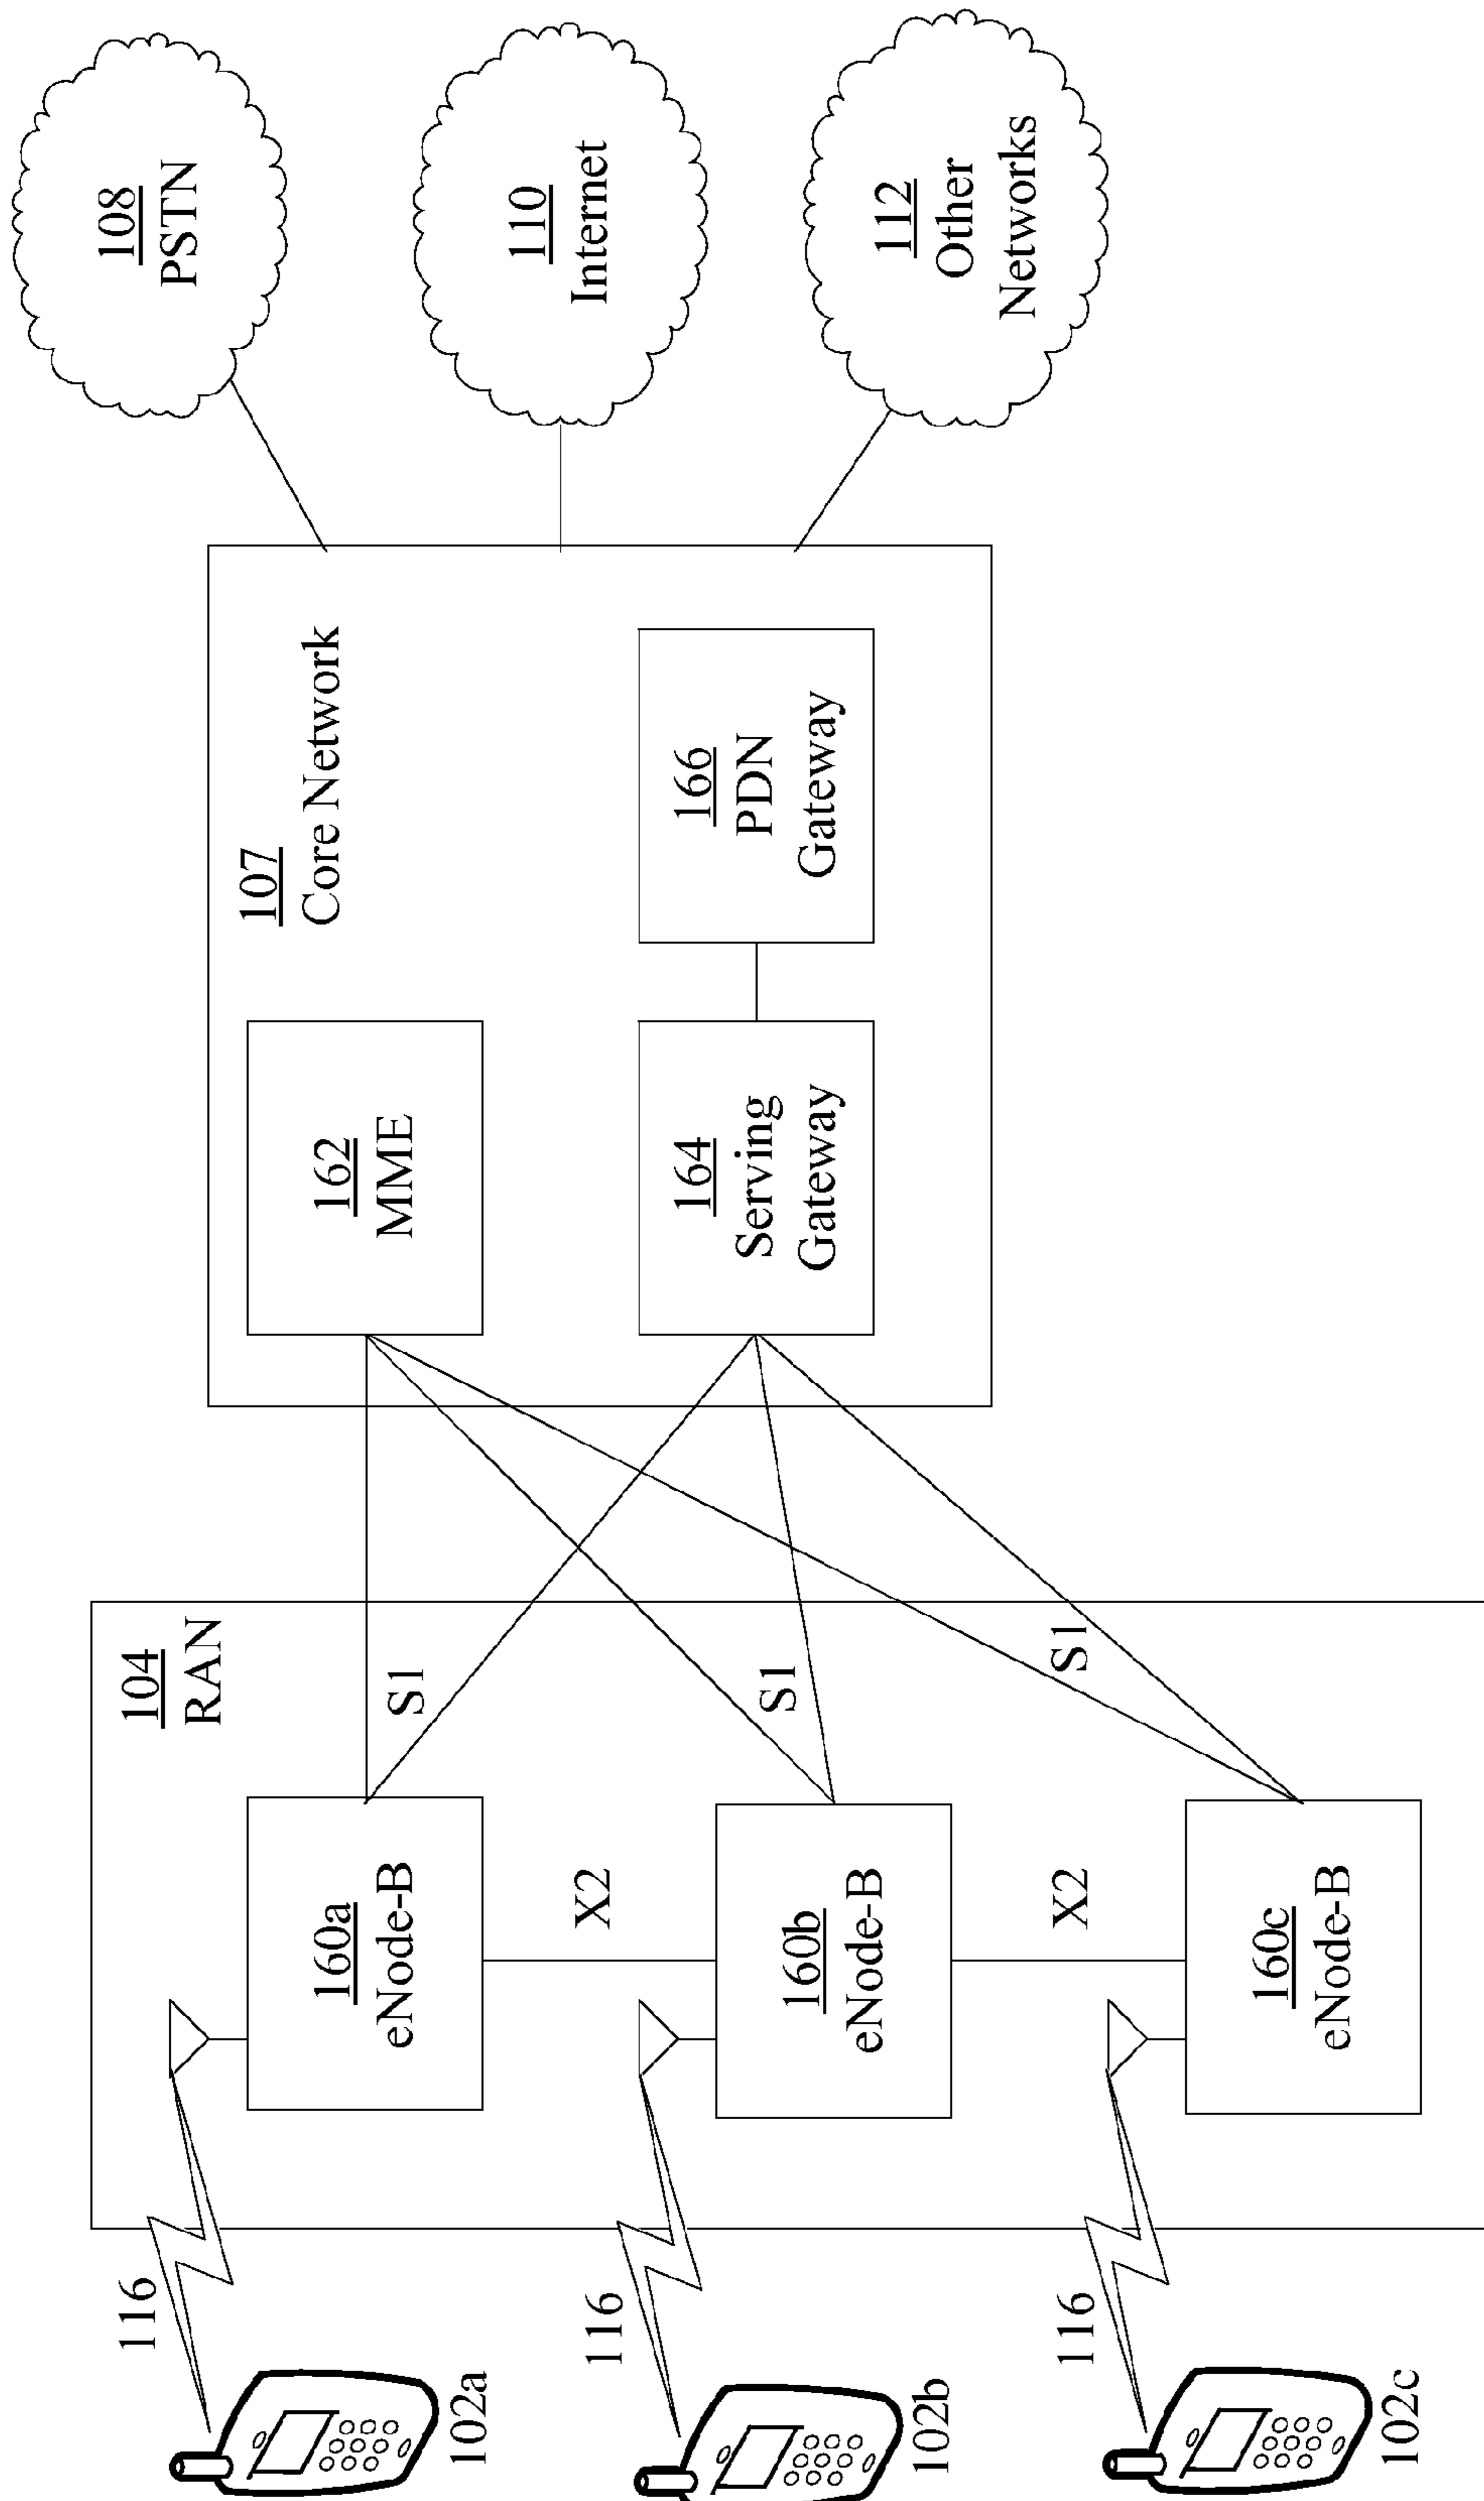 116
102a
116
102b
116
102c
104
RAN
160a
eNode-B
X2
160b
eNode-B
X2
160c
eNode-B
S1
S1
S1
107
Core Network
162
MME
164
Serving
Gateway
166
PDN
Gateway
108
PSTN
110
Internet
112
Other
Networks